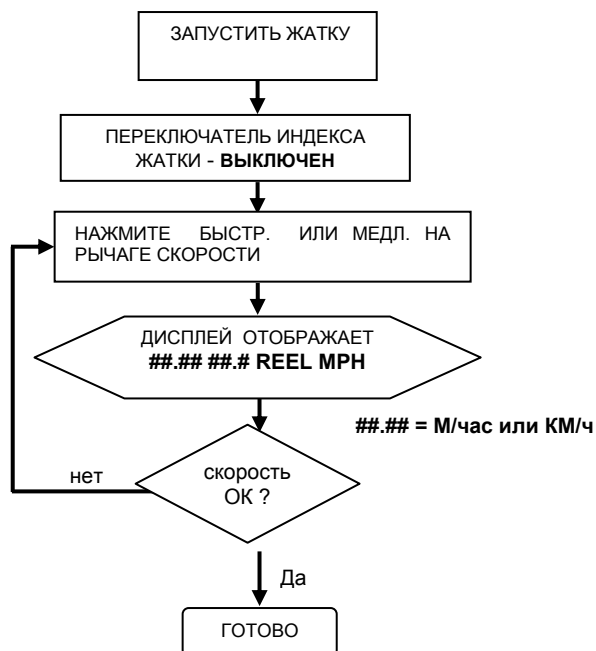 ЗАПУСТИТЬ ЖАТКУ
ПЕРЕКЛЮЧАТЕЛЬ ИНДЕКСА
ЖАТКИ - ВЫКЛЮЧЕН
НАЖМИТЕ БЫСТР. ИЛИ МЕДЛ. НА
РЫЧАГЕ СКОРОСТИ
ДИСПЛЕЙ ОТОБРАЖАЕТ
##.## ##.# REEL MPH
##.## = М/час или КМ/ч
нет
скорость
ОК ?
Да
ГОТОВО